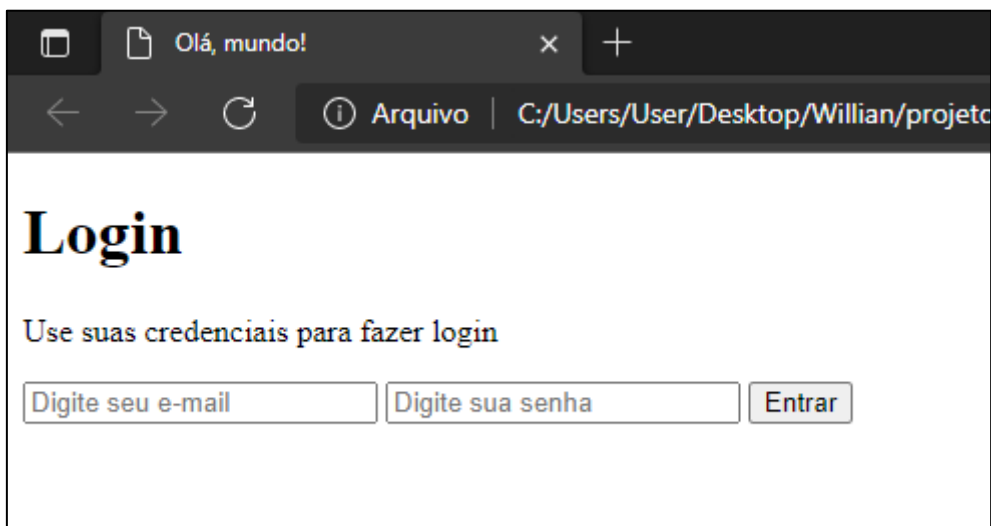 Olá, mundo!
Arquivo C:/Users/User/Desktop/Willian/projeto
Login
Use suas credenciais para fazer login
Digite seu e-mail Digite sua senha Entrar